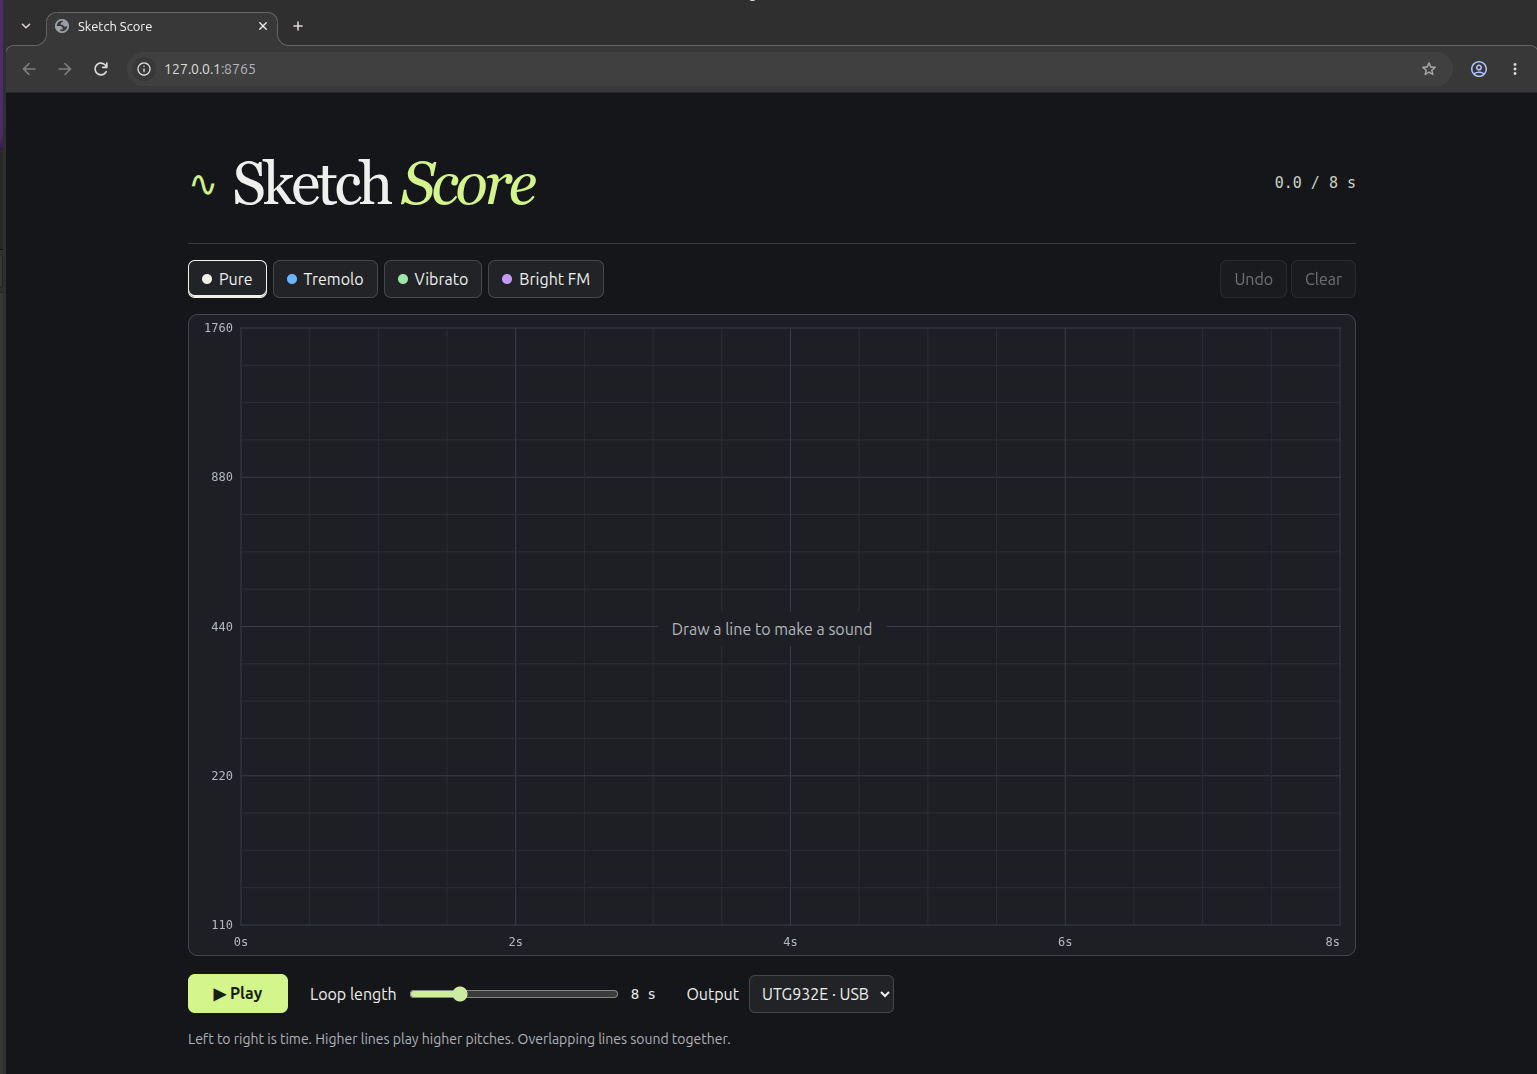 Sketch Score
127.0.0.1:8765
∿ Sketch Score
0.0 / 8 s
Pure Tremolo Vibrato Bright FM Undo Clear
1760
880
440
Draw a line to make a sound
220
110
0s 2s 4s 6s 8s
▶ Play Loop length 8 s Output UTG932E · USB
Left to right is time. Higher lines play higher pitches. Overlapping lines sound together.